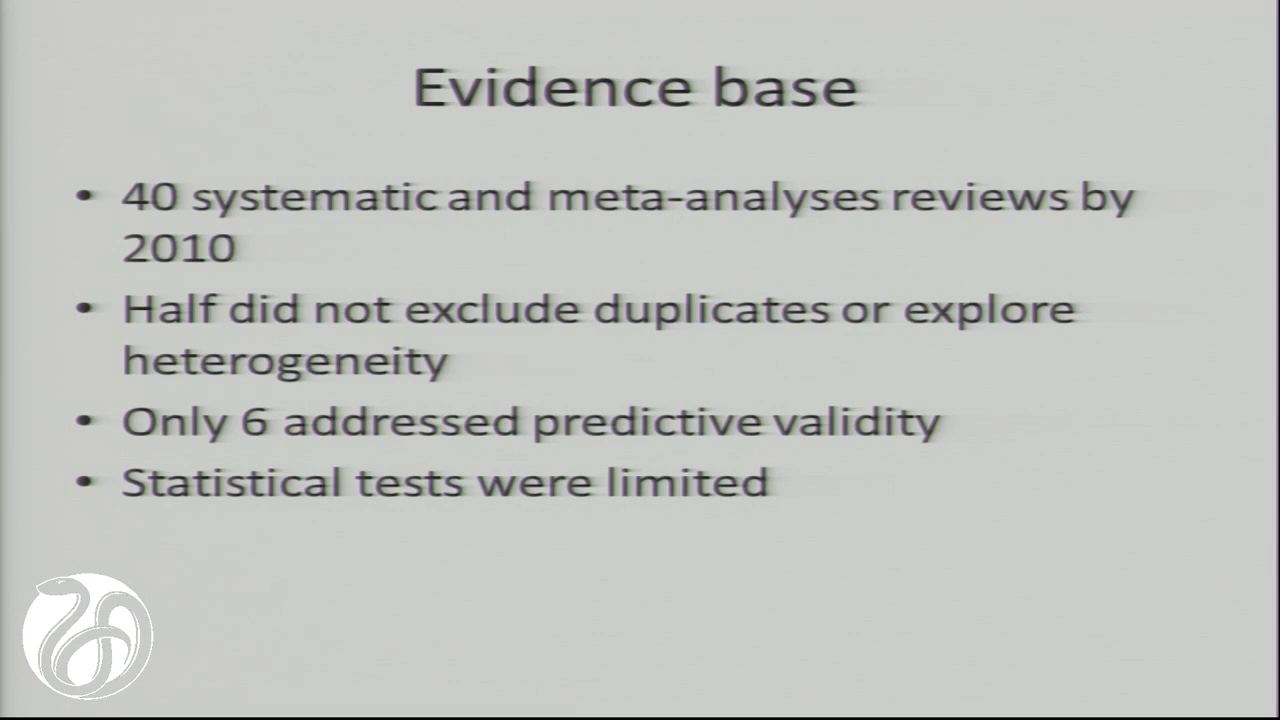 Evidence base
• 40 systematic and meta-analyses reviews by
2010
• Half did not exclude duplicates or explore
heterogeneity
• Only 6 addressed predictive validity
• Statistical tests were limited